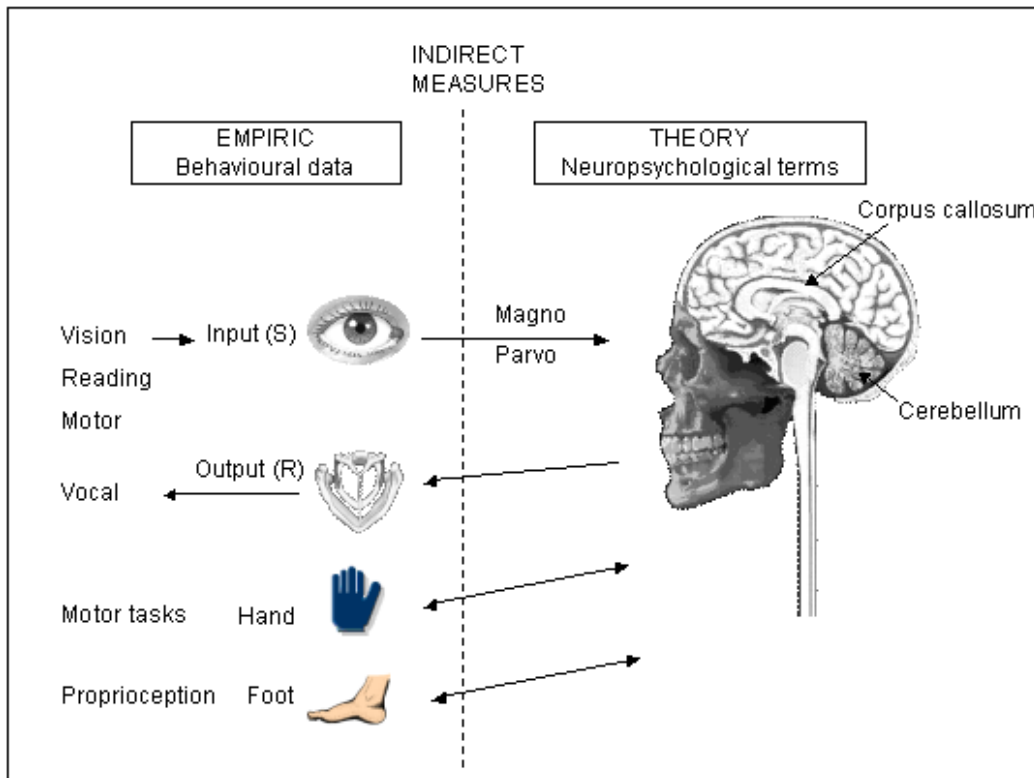 INDIRECT
MEASURES
EMPIRIC
Behavioural data
THEORY
Neuropsychological terms
Corpus callosum
Vision
Input (S)
Magno
Parvo
Reading
Motor
Cerebellum
Output (R)
Vocal
Motor tasks
Hand
Proprioception
Foot